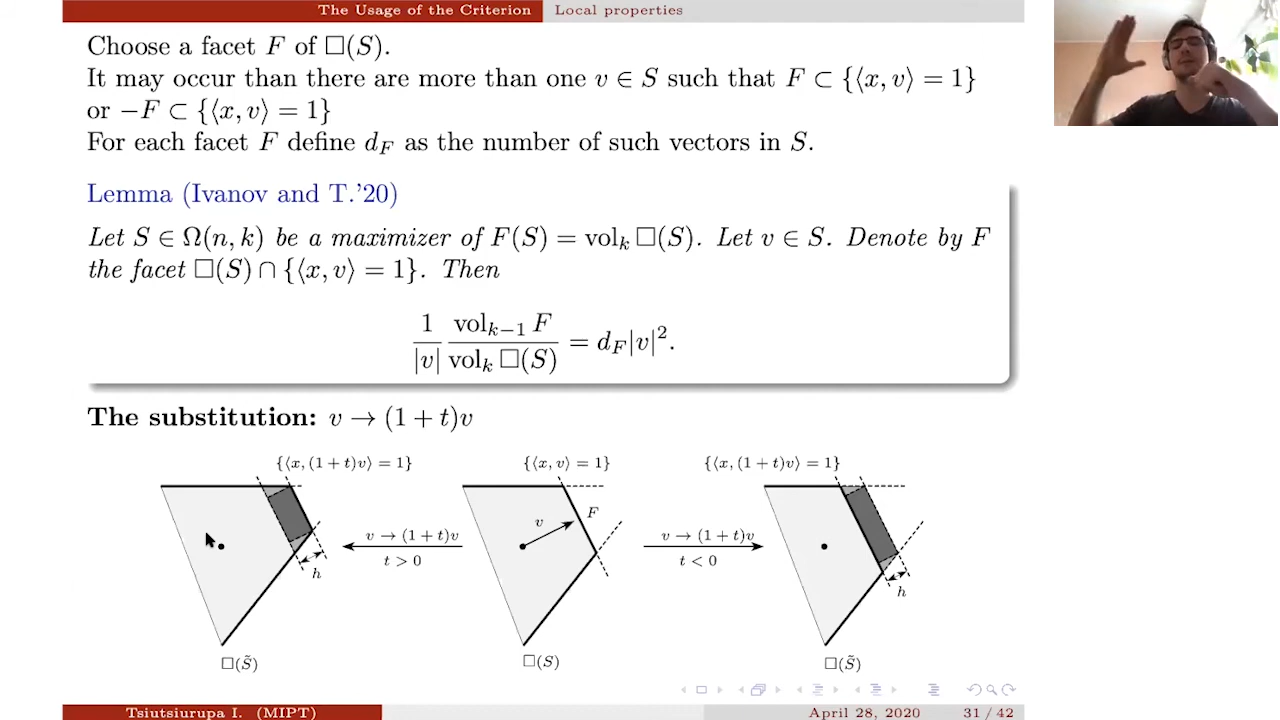 The Usage of the Criterion Local properties
Choose a facet F of □(S).
It may occur than there are more than one v ∈ S such that F ⊂ {⟨x, v⟩ = 1}
or −F ⊂ {⟨x, v⟩ = 1}
For each facet F define d_F as the number of such vectors in S.
Lemma (Ivanov and T.'20)
Let S ∈ Ω(n, k) be a maximizer of F(S) = vol_k □(S). Let v ∈ S. Denote by F
the facet □(S) ∩ {⟨x, v⟩ = 1}. Then
1/|v| vol_{k−1} F / vol_k □(S) = d_F|v|².
The substitution: v → (1 + t)v
{⟨x, (1 + t)v⟩ = 1} {⟨x, v⟩ = 1} {⟨x, (1 + t)v⟩ = 1}
v F
v → (1 + t)v v → (1 + t)v
t > 0 t < 0
h h
□(S̃) □(S) □(S̃)
Tsiutsiurupa I. (MIPT) April 28, 2020 31 / 42